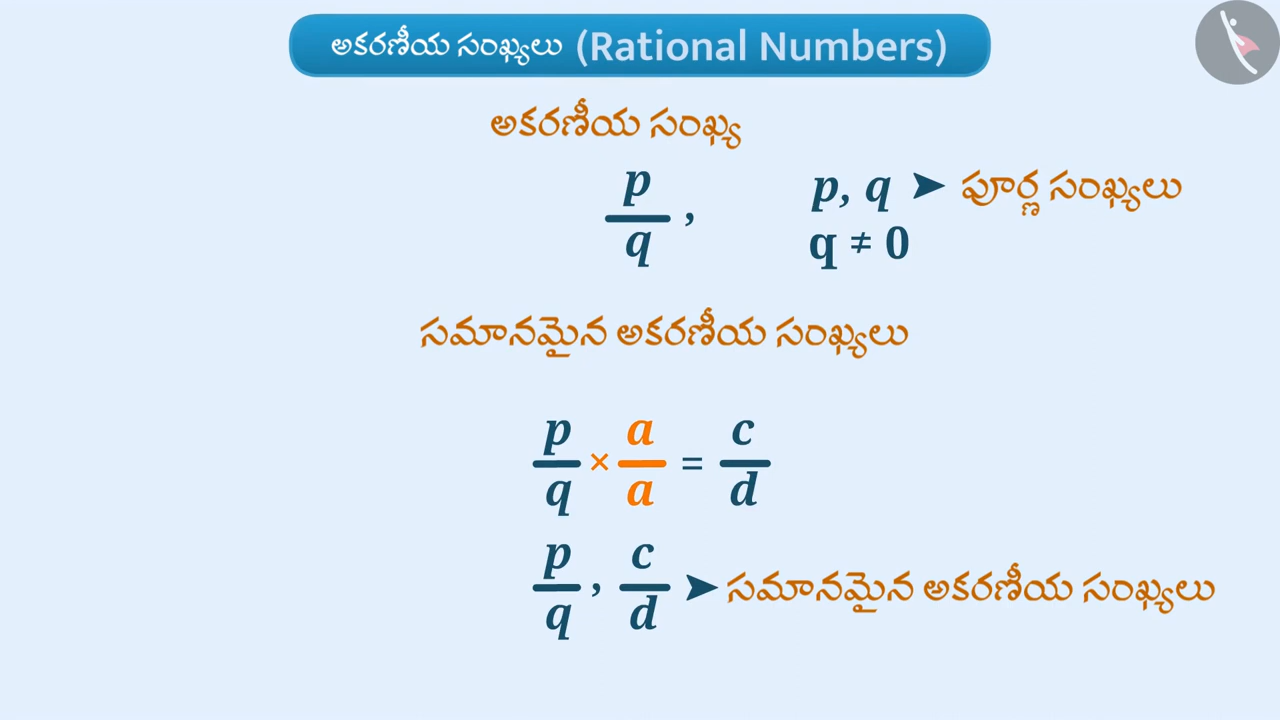 అకరణీయ సంఖ్యలు (Rational Numbers)
అకరణీయ సంఖ్య
p/q , p, q ➤ పూర్ణ సంఖ్యలు
q ≠ 0
సమానమైన అకరణీయ సంఖ్యలు
p/q × a/a = c/d
p/q , c/d ➤ సమానమైన అకరణీయ సంఖ్యలు